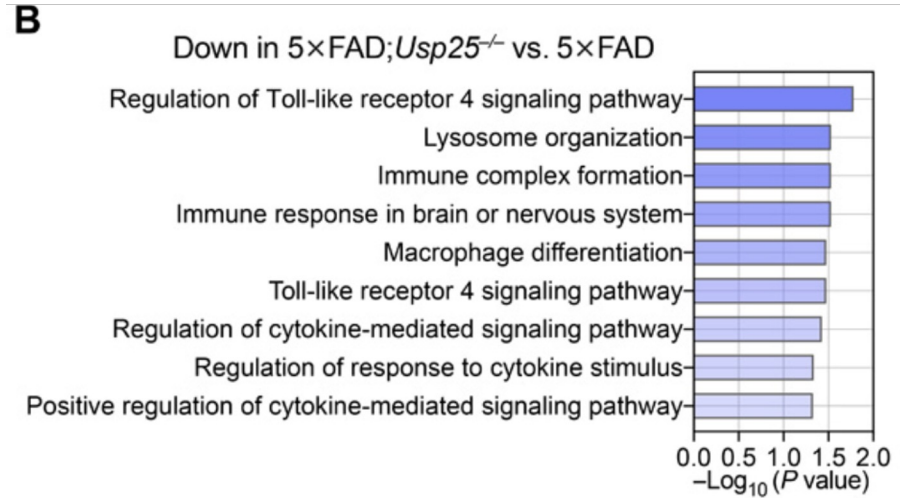 B
Down in 5×FAD;Usp25–/– vs. 5×FAD
Regulation of Toll-like receptor 4 signaling pathway
Lysosome organization
Immune complex formation
Immune response in brain or nervous system
Macrophage differentiation
Toll-like receptor 4 signaling pathway
Regulation of cytokine-mediated signaling pathway
Regulation of response to cytokine stimulus
Positive regulation of cytokine-mediated signaling pathway
0.0 0.5 1.0 1.5 2.0
–Log10 (P value)